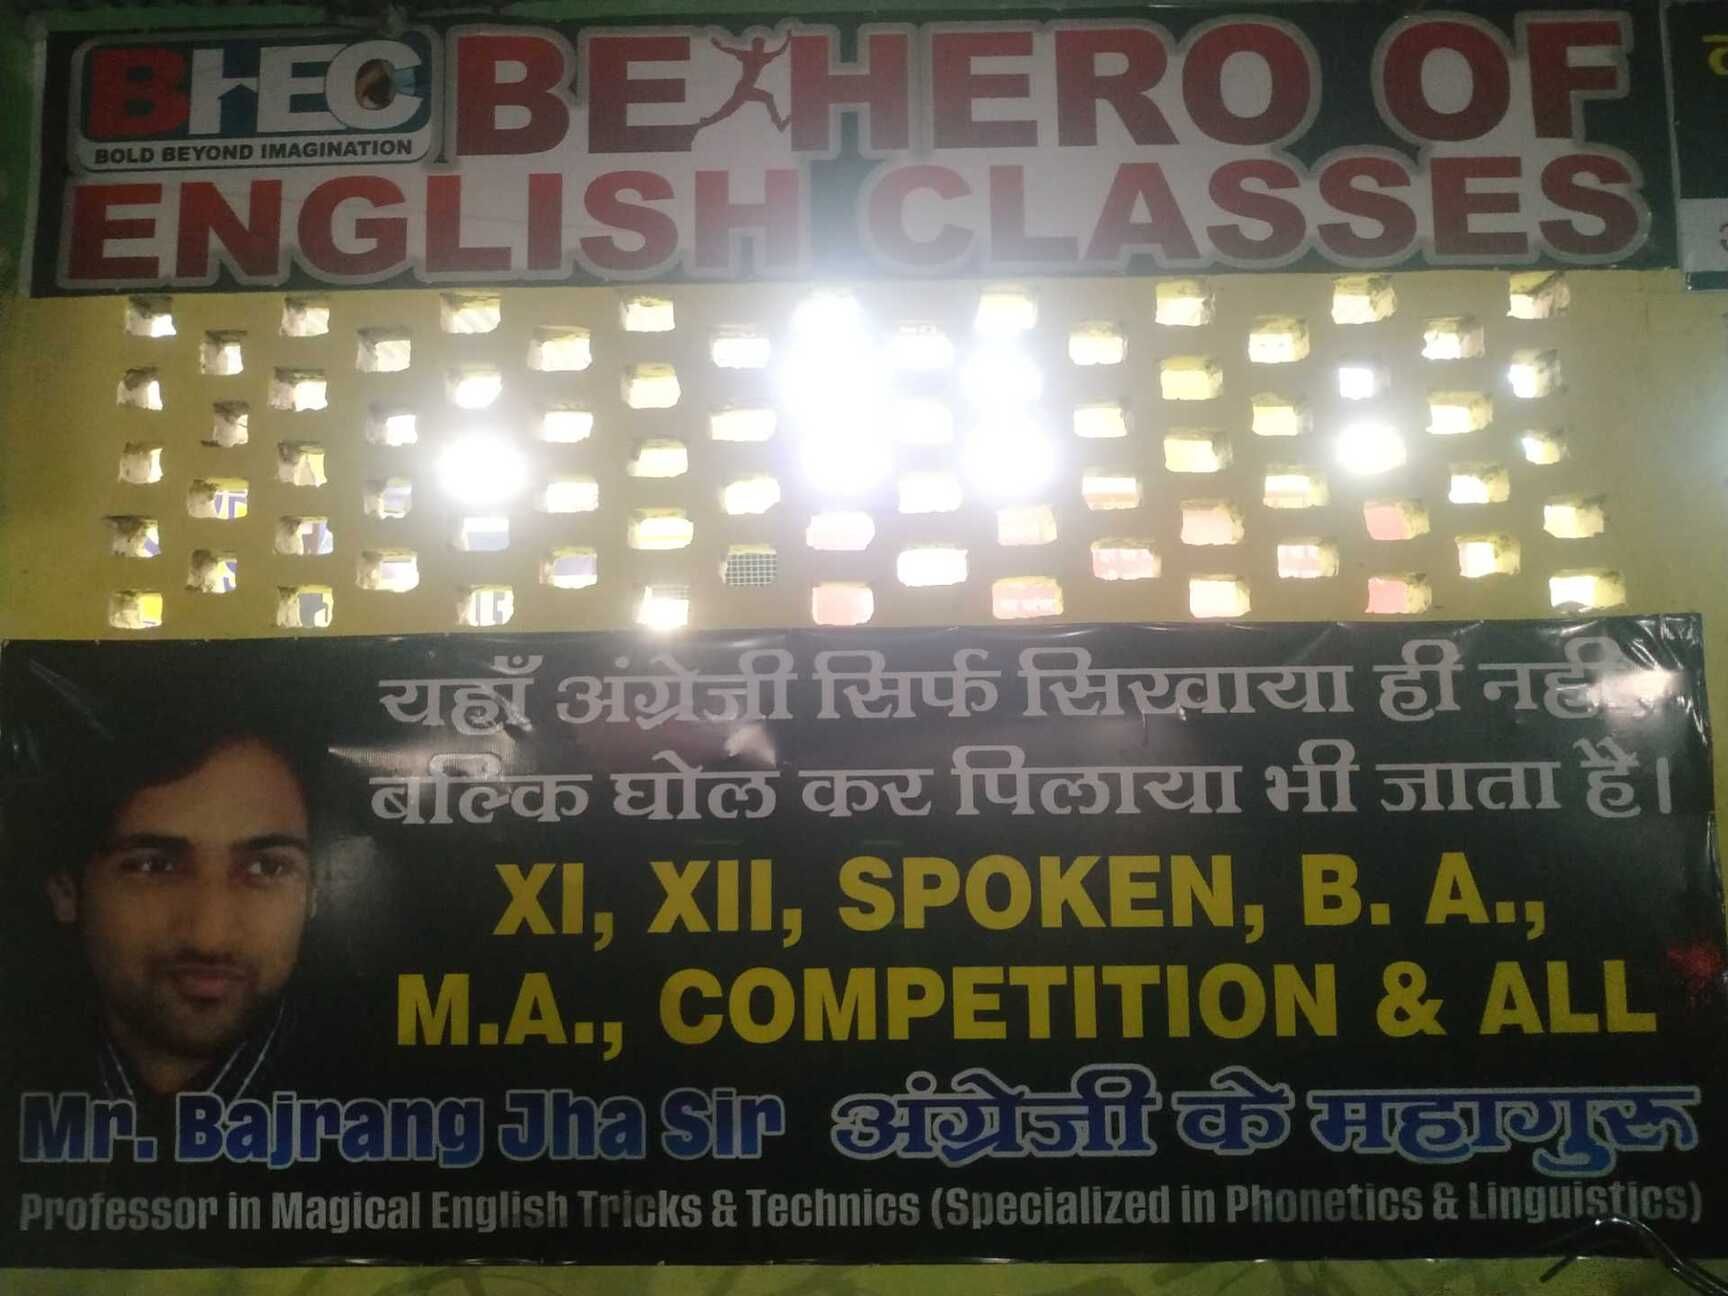 BHEC
BOLD BEYOND IMAGINATION
BE HERO OF
ENGLISH CLASSES
यहाँ अंग्रेजी सिर्फ सिखाया ही नहीं
बल्कि घोल कर पिलाया भी जाता है।
XI, XII, SPOKEN, B. A.,
M.A., COMPETITION & ALL
Mr. Bajrang Jha Sir अंग्रेजी के महागुरू
Professor in Magical English Tricks & Technics (Specialized in Phonetics & Linguistics)